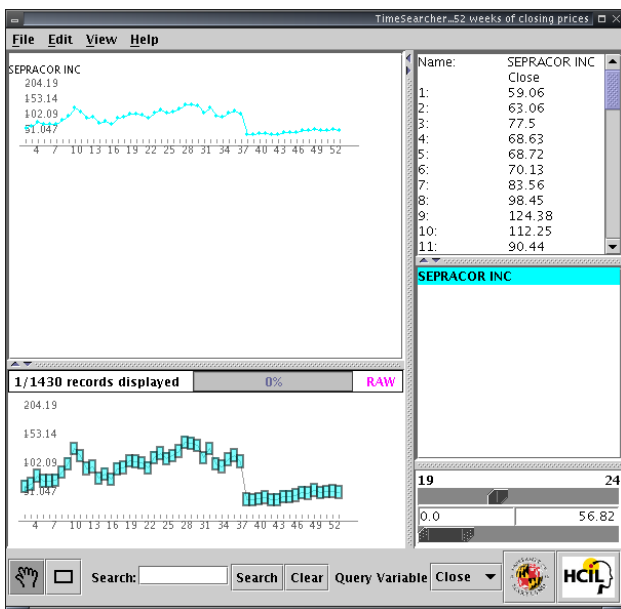 TimeSearcher...52 weeks of closing prices
File Edit View Help
SEPRACOR INC
204.19
153.14
102.09
51.047
4 7 10 13 16 19 22 25 28 31 34 37 40 43 46 49 52
Name: SEPRACOR INC
Close
1: 59.06
2: 63.06
3: 77.5
4: 68.63
5: 68.72
6: 70.13
7: 83.56
8: 98.45
9: 124.38
10: 112.25
11: 90.44
SEPRACOR INC
1/1430 records displayed 0% RAW
204.19
153.14
102.09
51.047
4 7 10 13 16 19 22 25 28 31 34 37 40 43 46 49 52
19 24
0.0 56.82
Search: Search Clear Query Variable Close
HCIL